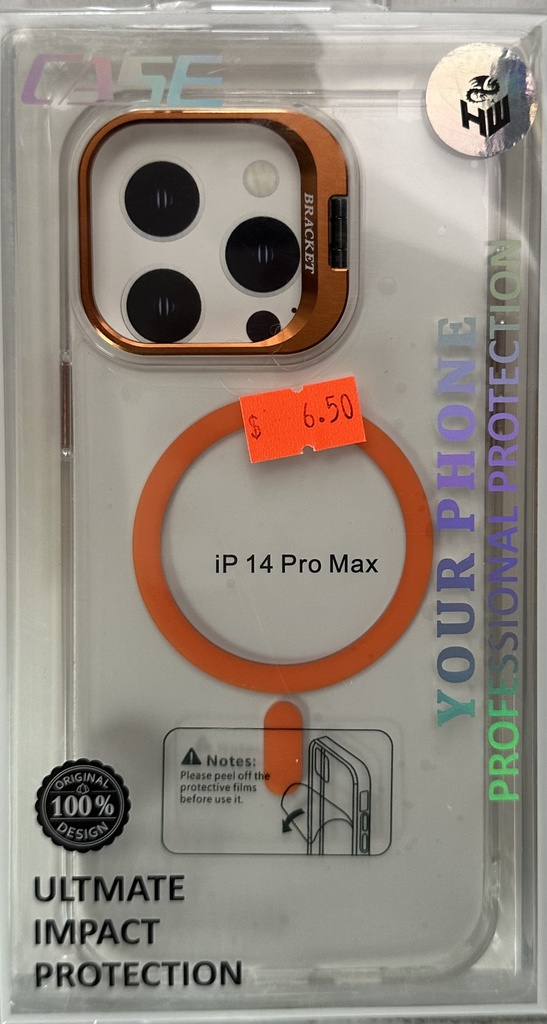 CASE
HE
BRACKET
$ 6.50
iP 14 Pro Max
YOUR PHONE
PROFESSIONAL PROTECTION
Notes:
Please peel off the
protective films
before use it.
ORIGINAL
100%
DESIGN
ULTMATE
IMPACT
PROTECTION